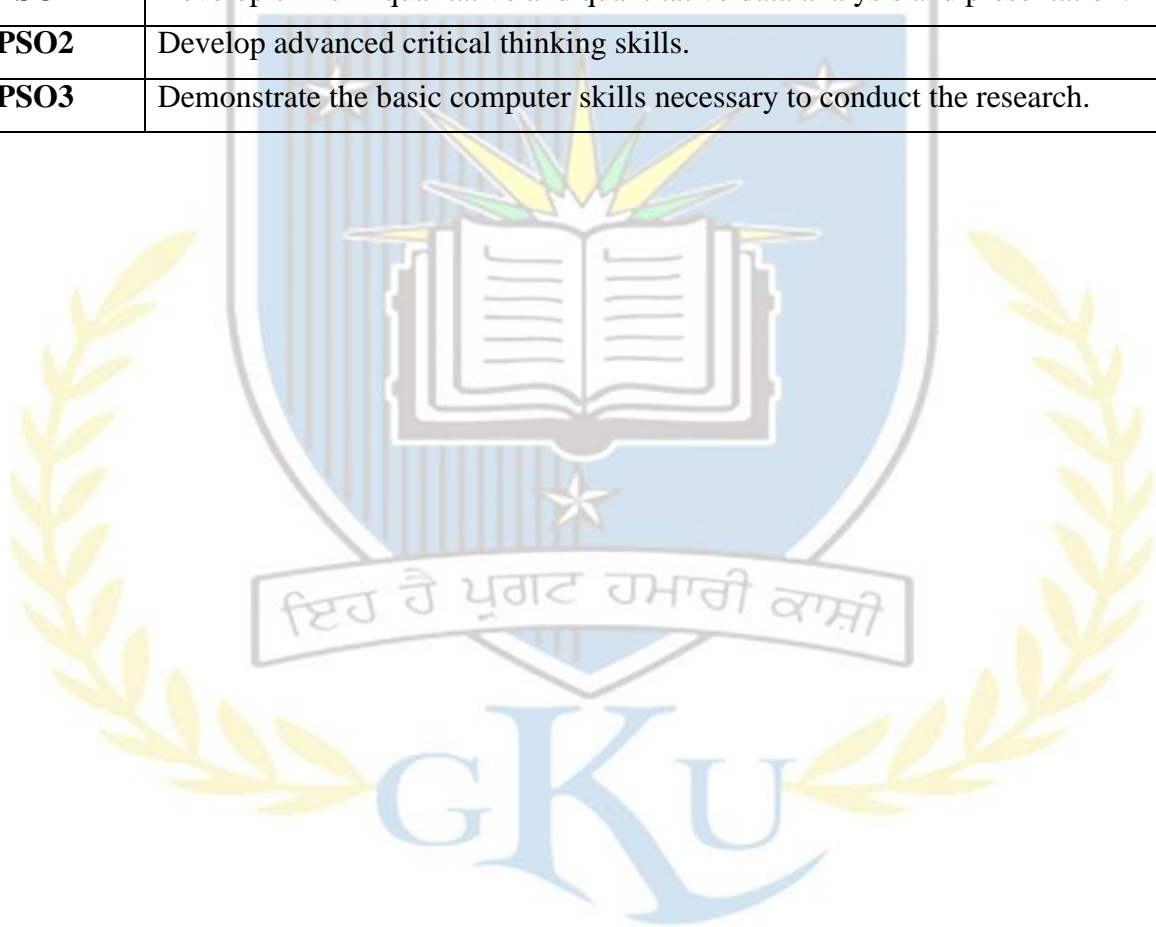 PSO2 Develop advanced critical thinking skills.
PSO3 Demonstrate the basic computer skills necessary to conduct the research.
ਇਹ ਹੈ ਪ੍ਰਗਟ ਹਮਾਰੀ ਕਾਸ਼ੀ
GKU